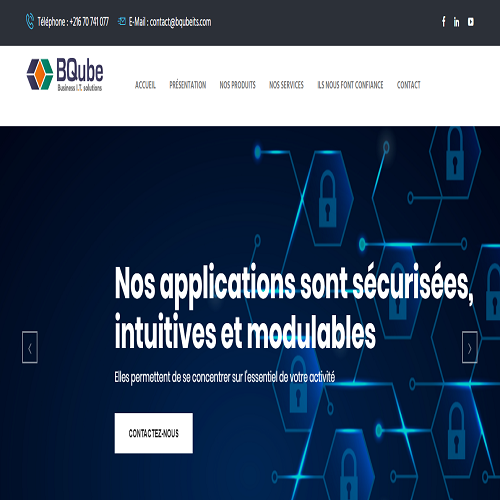 Téléphone : +216 70 741 077 E-Mail : contact@bqubeits.com
BQube
Business I.T. solutions
ACCUEIL PRÉSENTATION NOS PRODUITS NOS SERVICES ILS NOUS FONT CONFIANCE CONTACT
Nos applications sont sécurisées,
intuitives et modulables
Elles permettent de se concentrer sur l'essentiel de votre activité
CONTACTEZ-NOUS